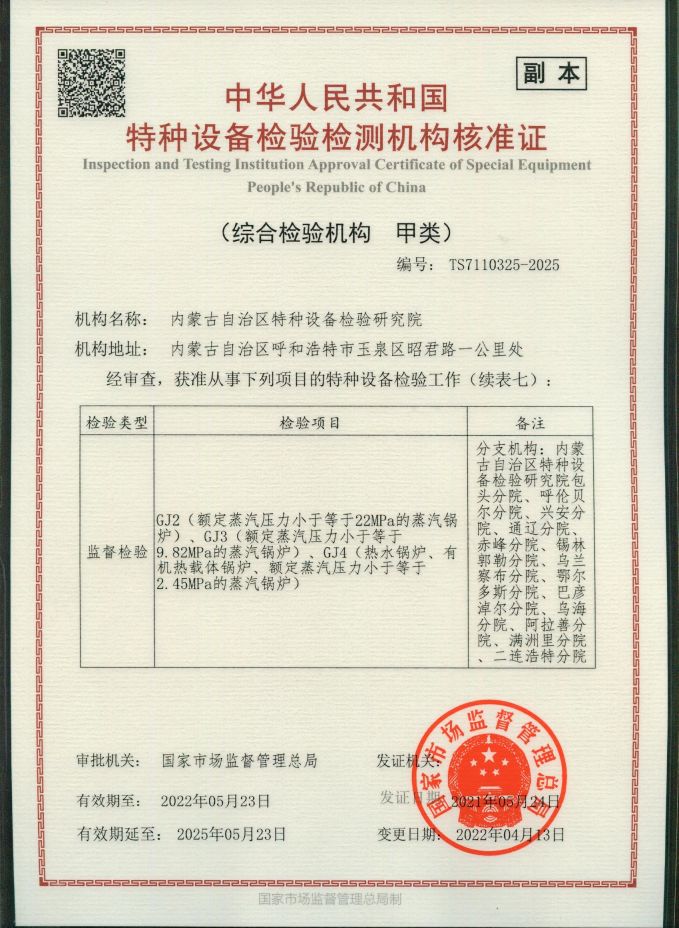 副 本
中华人民共和国
特种设备检验检测机构核准证
Inspection and Testing Institution Approval Certificate of Special Equipment
People's Republic of China
（综合检验机构 甲类）
编号： TS7110325-2025
机构名称： 内蒙古自治区特种设备检验研究院
机构地址： 内蒙古自治区呼和浩特市玉泉区昭君路一公里处
经审查，获准从事下列项目的特种设备检验工作（续表七）：
检验类型 检验项目 备注
监督检验
GJ2（额定蒸汽压力小于等于22MPa的蒸汽锅
炉）、GJ3（额定蒸汽压力小于等于
9.82MPa的蒸汽锅炉）、GJ4（热水锅炉、有
机热载体锅炉、额定蒸汽压力小于等于
2.45MPa的蒸汽锅炉）
分支机构：内蒙
古自治区特种设
备检验研究院包
头分院、呼伦贝
尔分院、兴安分
院、通辽分院、
赤峰分院、锡林
郭勒分院、乌兰
察布分院、鄂尔
多斯分院、巴彦
淖尔分院、乌海
分院、阿拉善分
院、满洲里分院
、二连浩特分院
审批机关： 国家市场监督管理总局 发证机关：
国家市场监督管理总局
有效期至： 2022年05月23日 发证日期 2021年05月24日
有效期延至： 2025年05月23日 变更日期： 2022年04月13日
国家市场监督管理总局制